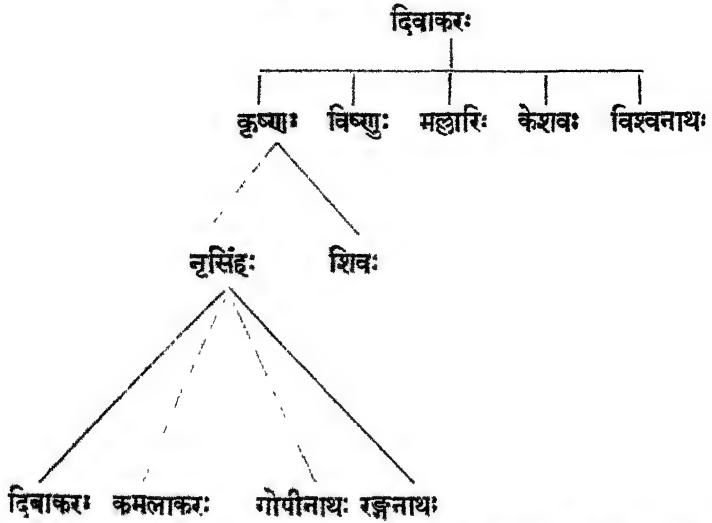 दिवाकरः
कृष्णः विष्णुः मल्लारिः केशवः विश्वनाथः
नृसिंहः शिवः
दिवाकरः कमलाकरः गोपीनाथः रङ्गनाथः